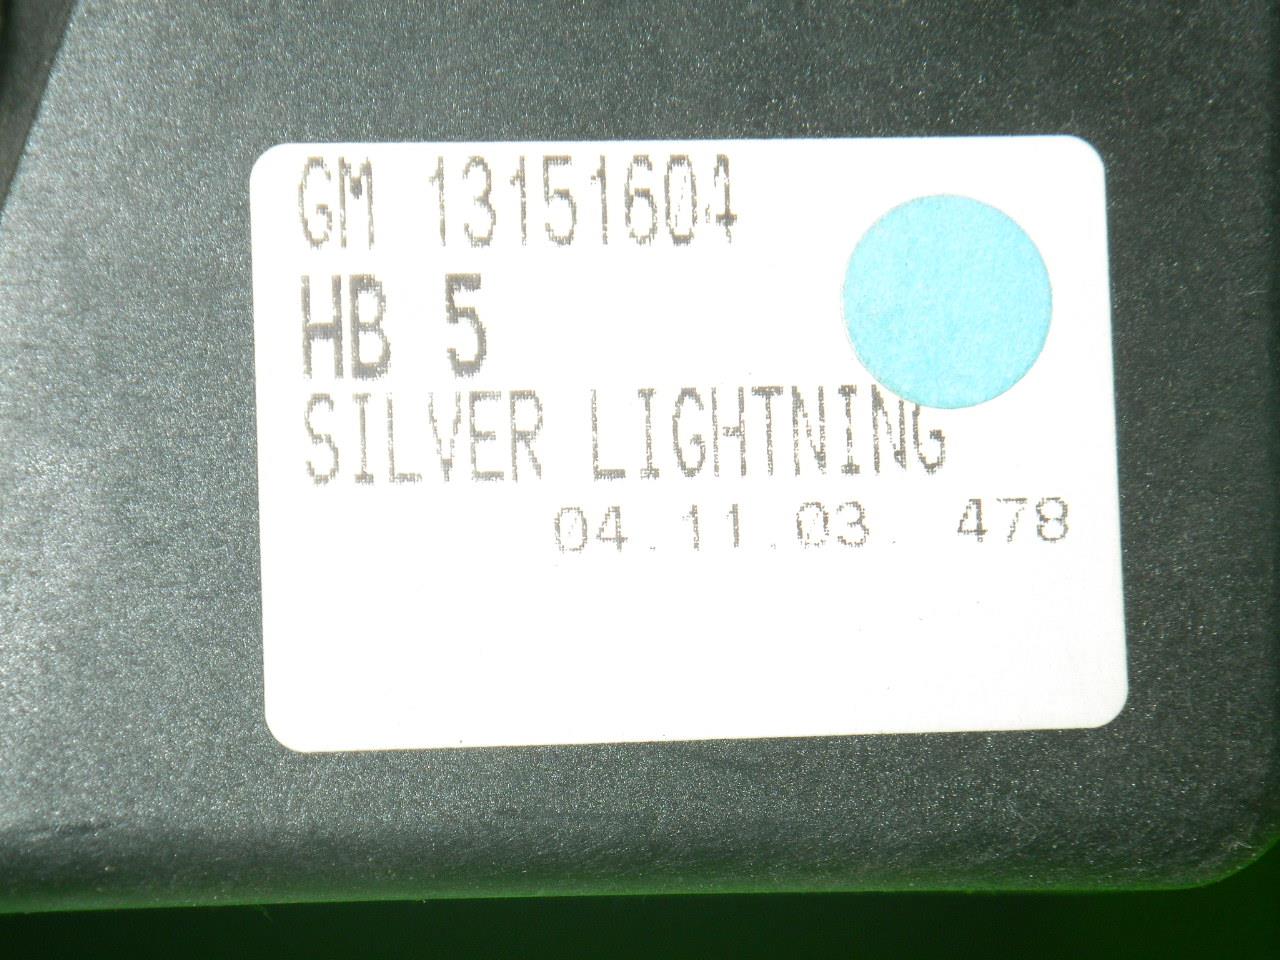 GM 13151604
HB 5
SILVER LIGHTNING
04.11.03. 478